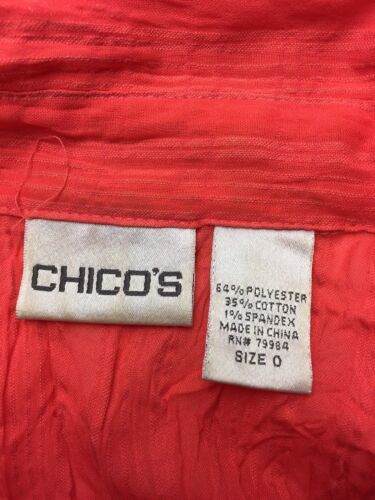 CHICO'S
64% POLYESTER
35% COTTON
1% SPANDEX
MADE IN CHINA
RN# 79984
SIZE 0